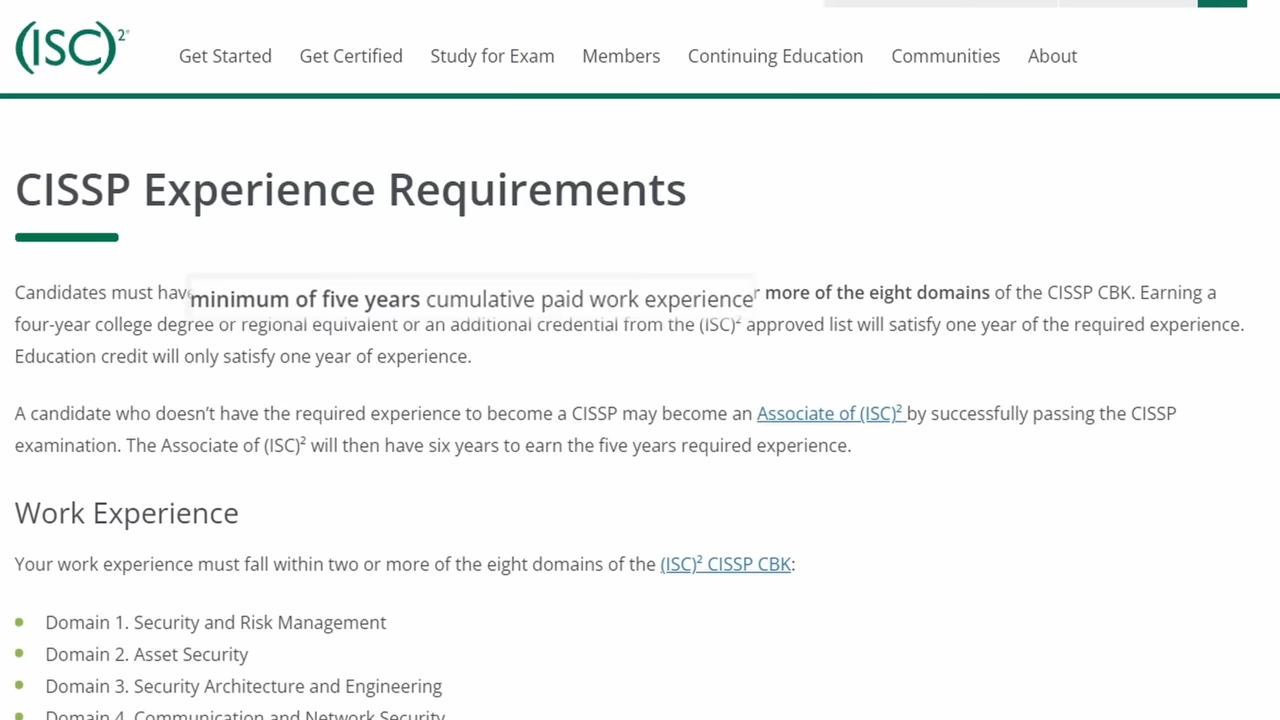 (ISC)²®
Get Started Get Certified Study for Exam Members Continuing Education Communities About
CISSP Experience Requirements
Candidates must have minimum of five years cumulative paid work experience r more of the eight domains of the CISSP CBK. Earning a
four-year college degree or regional equivalent or an additional credential from the (ISC)² approved list will satisfy one year of the required experience.
Education credit will only satisfy one year of experience.
A candidate who doesn’t have the required experience to become a CISSP may become an Associate of (ISC)² by successfully passing the CISSP
examination. The Associate of (ISC)² will then have six years to earn the five years required experience.
Work Experience
Your work experience must fall within two or more of the eight domains of the (ISC)² CISSP CBK:
Domain 1. Security and Risk Management
Domain 2. Asset Security
Domain 3. Security Architecture and Engineering
Domain 4. Communication and Network Security